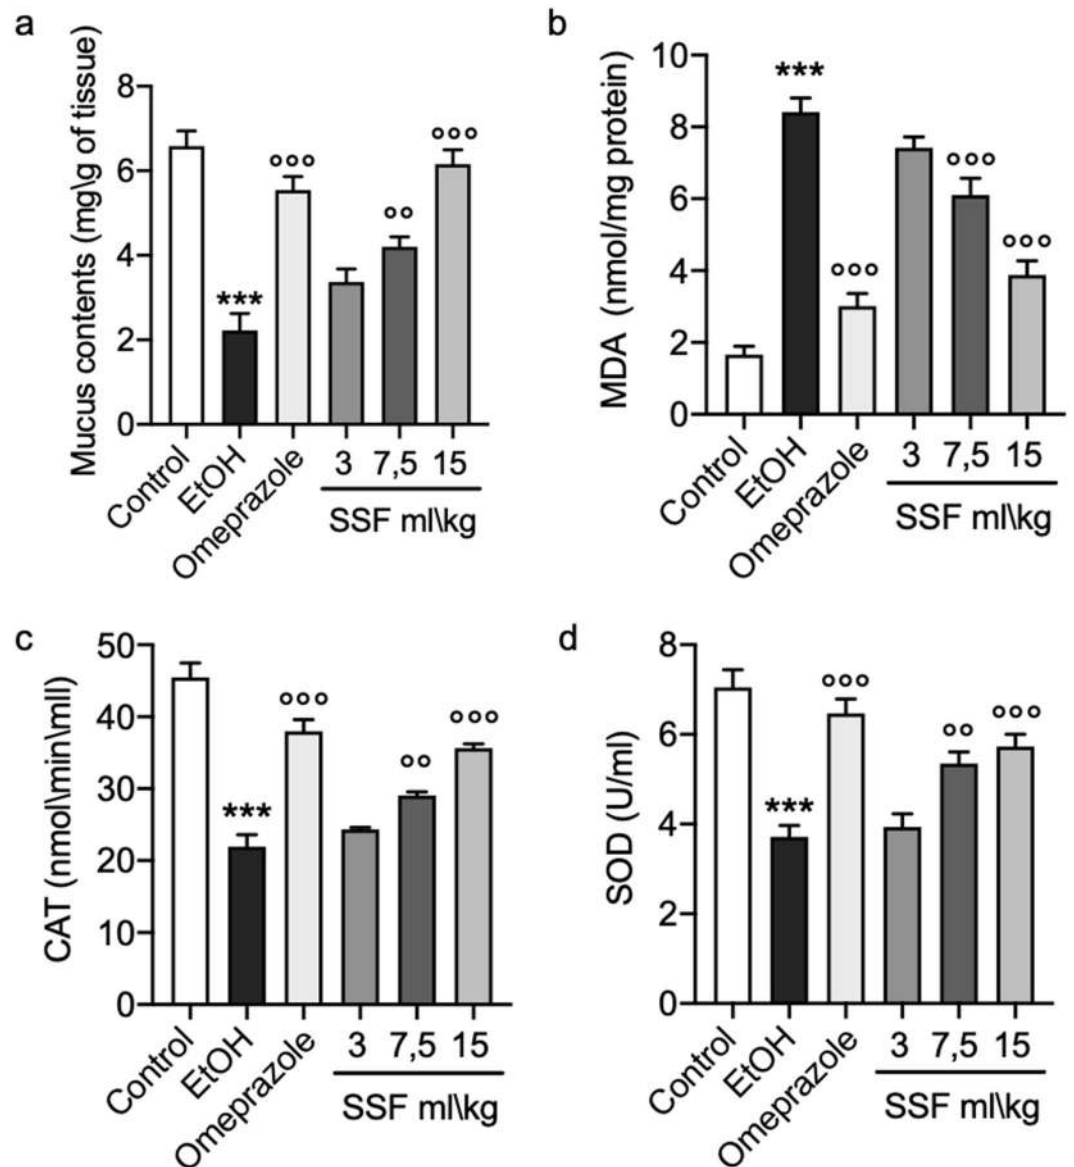 a
Mucus contents (mg\g of tissue)
8
6
4
2
0
***
°°°
°°
°°°
Control
EtOH
Omeprazole
3 7,5 15
SSF ml\kg
b
MDA (nmol/mg protein)
10
8
6
4
2
0
***
°°°
°°°
°°°
Control
EtOH
Omeprazole
3 7,5 15
SSF ml\kg
c
CAT (nmol\min\mll)
50
40
30
20
10
0
***
°°°
°°
°°°
Control
EtOH
Omeprazole
3 7,5 15
SSF ml\kg
d
SOD (U/ml)
8
6
4
2
0
***
°°°
°°
°°°
Control
EtOH
Omeprazole
3 7,5 15
SSF ml\kg